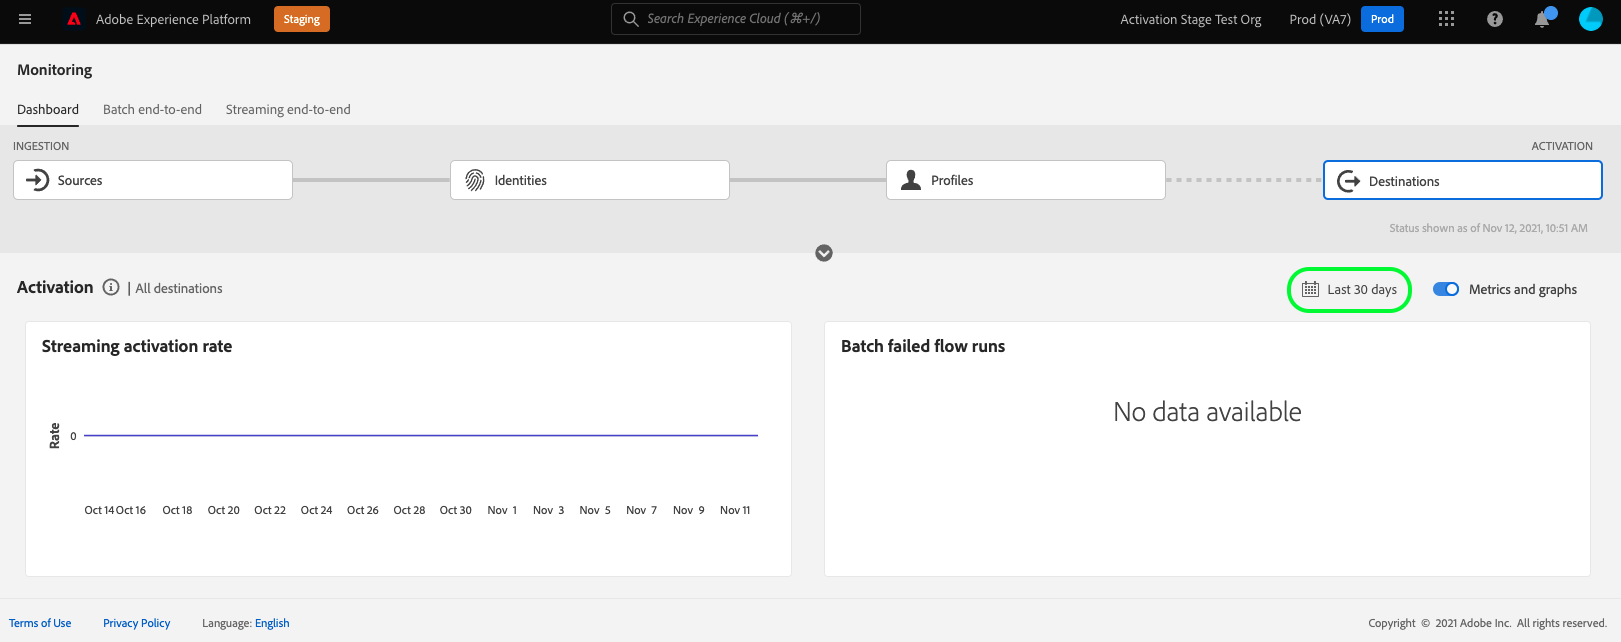 Adobe Experience Platform Staging Search Experience Cloud (⌘+/) Activation Stage Test Org Prod (VA7) Prod
Monitoring
Dashboard Batch end-to-end Streaming end-to-end
INGESTION ACTIVATION
Sources Identities Profiles Destinations
Status shown as of Nov 12, 2021, 10:51 AM
Activation | All destinations Last 30 days Metrics and graphs
Streaming activation rate
Rate
0
Oct 14 Oct 16 Oct 18 Oct 20 Oct 22 Oct 24 Oct 26 Oct 28 Oct 30 Nov 1 Nov 3 Nov 5 Nov 7 Nov 9 Nov 11
Batch failed flow runs
No data available
Terms of Use Privacy Policy Language: English Copyright © 2021 Adobe Inc. All rights reserved.